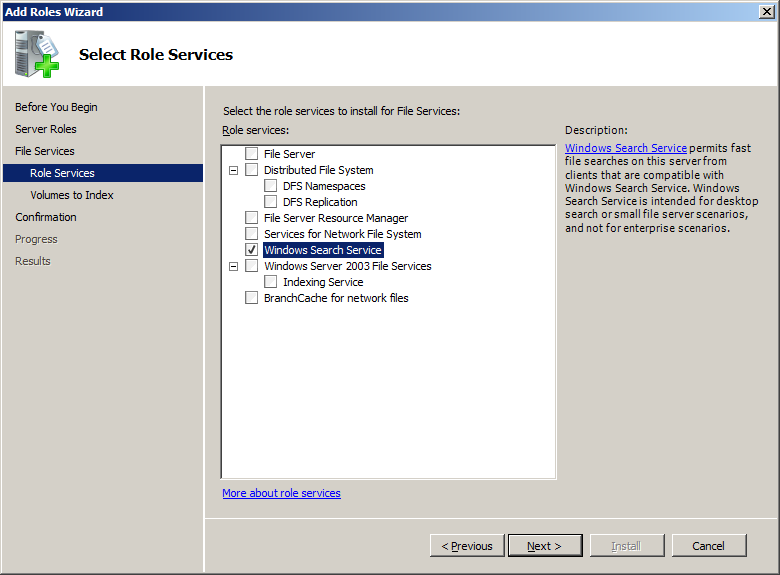 Add Roles Wizard
Select Role Services
Before You Begin
Server Roles
File Services
Role Services
Volumes to Index
Confirmation
Progress
Results
Select the role services to install for File Services:
Role services:
File Server
Distributed File System
DFS Namespaces
DFS Replication
File Server Resource Manager
Services for Network File System
Windows Search Service
Windows Server 2003 File Services
Indexing Service
BranchCache for network files
More about role services
Description:
Windows Search Service permits fast
file searches on this server from
clients that are compatible with
Windows Search Service. Windows
Search Service is intended for desktop
search or small file server scenarios,
and not for enterprise scenarios.
< Previous
Next >
Install
Cancel